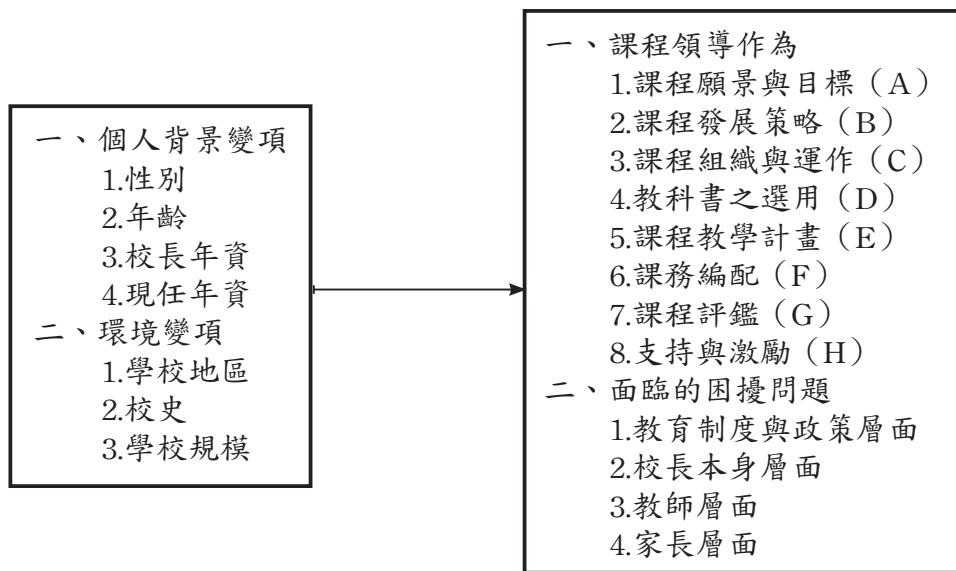 一、個人背景變項
1.性別
2.年齡
3.校長年資
4.現任年資
二、環境變項
1.學校地區
2.校史
3.學校規模
一、課程領導作為
1.課程願景與目標（A）
2.課程發展策略（B）
3.課程組織與運作（C）
4.教科書之選用（D）
5.課程教學計畫（E）
6.課務編配（F）
7.課程評鑑（G）
8.支持與激勵（H）
二、面臨的困擾問題
1.教育制度與政策層面
2.校長本身層面
3.教師層面
4.家長層面